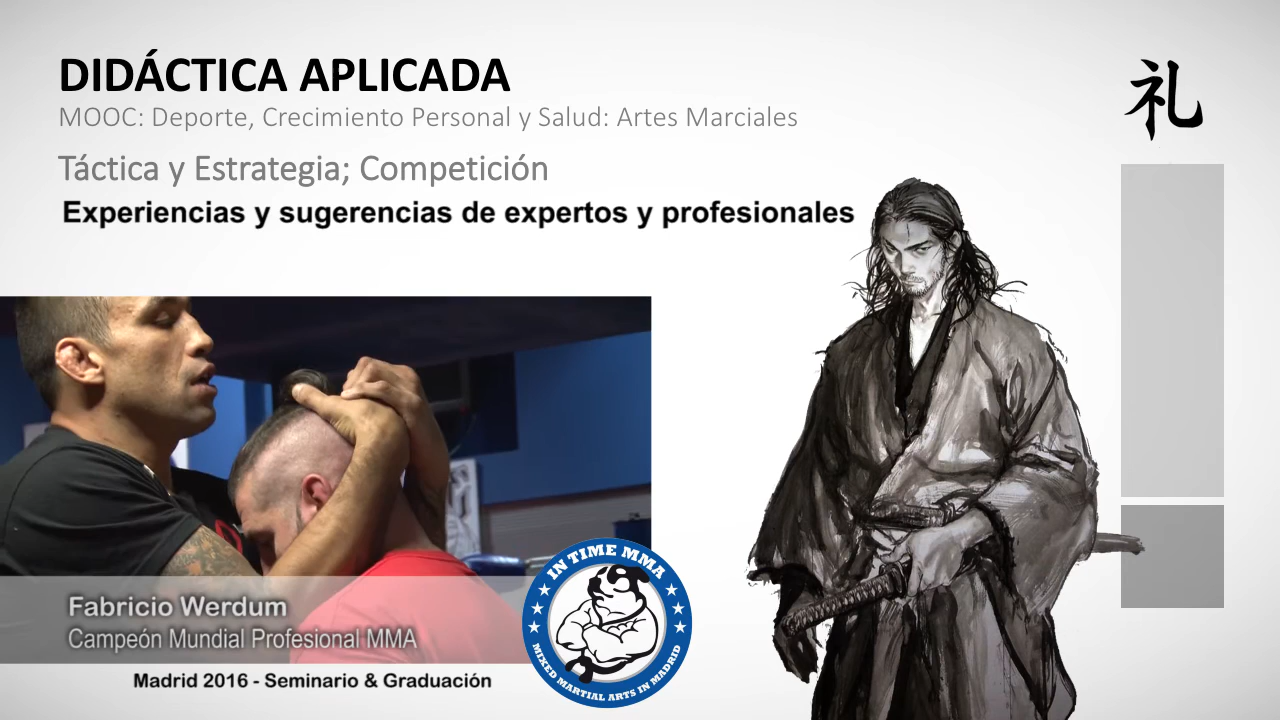 DIDÁCTICA APLICADA
MOOC: Deporte, Crecimiento Personal y Salud: Artes Marciales
Táctica y Estrategia; Competición
Experiencias y sugerencias de expertos y profesionales
礼
Fabricio Werdum
Campeón Mundial Profesional MMA
Madrid 2016 - Seminario & Graduación
IN TIME MMA
MIXED MARTIAL ARTS IN MADRID